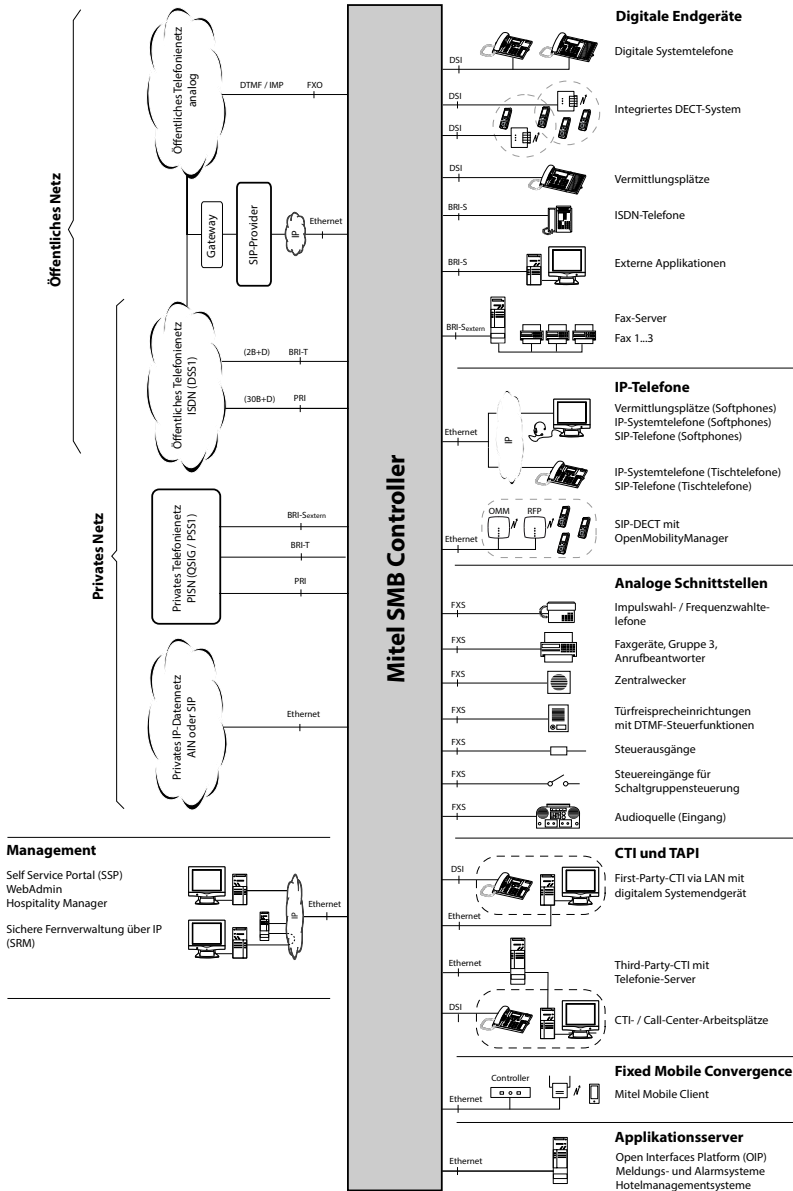 Öffentliches Netz
Privates Netz
Öffentliches Telefonienetz
analog
DTMF / IMP
FXO
Gateway
SIP-Provider
IP
Ethernet
Öffentliches Telefonienetz
ISDN (DSS1)
(2B+D)
BRI-T
(30B+D)
PRI
Privates Telefonienetz
PISN (QSIG / PSS1)
BRI-Sextern
BRI-T
PRI
Privates IP-Datennetz
AIN oder SIP
Ethernet
Management
Self Service Portal (SSP)
WebAdmin
Hospitality Manager
Sichere Fernverwaltung über IP
(SRM)
IP
Ethernet
Mitel SMB Controller
Digitale Endgeräte
DSI
Digitale Systemtelefone
DSI
Integriertes DECT-System
DSI
DSI
Vermittlungsplätze
BRI-S
ISDN-Telefone
BRI-S
Externe Applikationen
BRI-Sextern
Fax-Server
Fax 1...3
IP-Telefone
Ethernet
IP
Vermittlungsplätze (Softphones)
IP-Systemtelefone (Softphones)
SIP-Telefone (Softphones)
IP-Systemtelefone (Tischtelefone)
SIP-Telefone (Tischtelefone)
OMM
RFP
Ethernet
SIP-DECT mit
OpenMobilityManager
Analoge Schnittstellen
FXS
Impulswahl- / Frequenzwahlte-
lefone
FXS
Faxgeräte, Gruppe 3,
Anrufbeantworter
FXS
Zentralwecker
FXS
Türfreisprecheinrichtungen
mit DTMF-Steuerfunktionen
FXS
Steuerausgänge
FXS
Steuereingänge für
Schaltgruppensteuerung
FXS
Audioquelle (Eingang)
CTI und TAPI
DSI
First-Party-CTI via LAN mit
digitalem Systemendgerät
Ethernet
Ethernet
Third-Party-CTI mit
Telefonie-Server
DSI
CTI- / Call-Center-Arbeitsplätze
Fixed Mobile Convergence
Controller
Ethernet
Mitel Mobile Client
Applikationsserver
Ethernet
Open Interfaces Platform (OIP)
Meldungs- und Alarmsysteme
Hotelmanagementsysteme